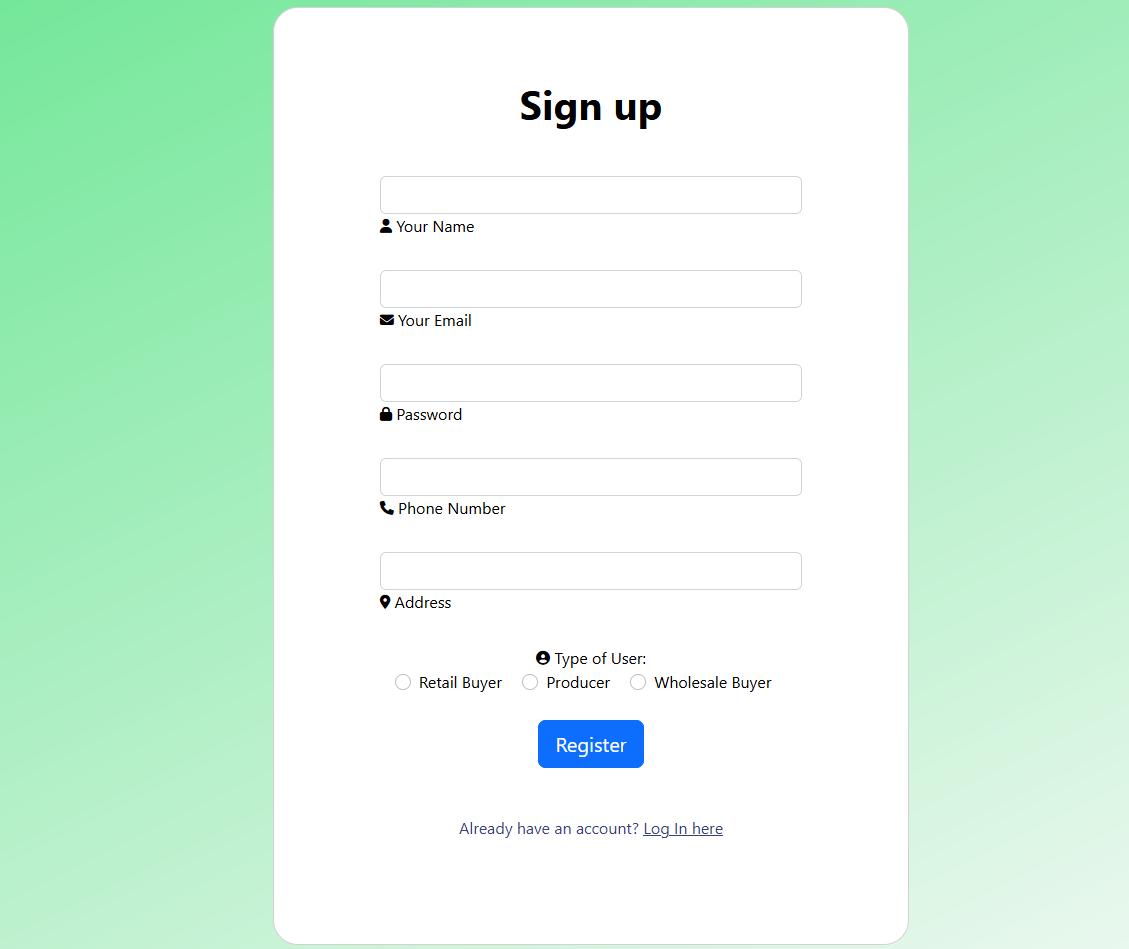 Sign up
Your Name
Your Email
Password
Phone Number
Address
Type of User:
Retail Buyer Producer Wholesale Buyer
Register
Already have an account? Log In here